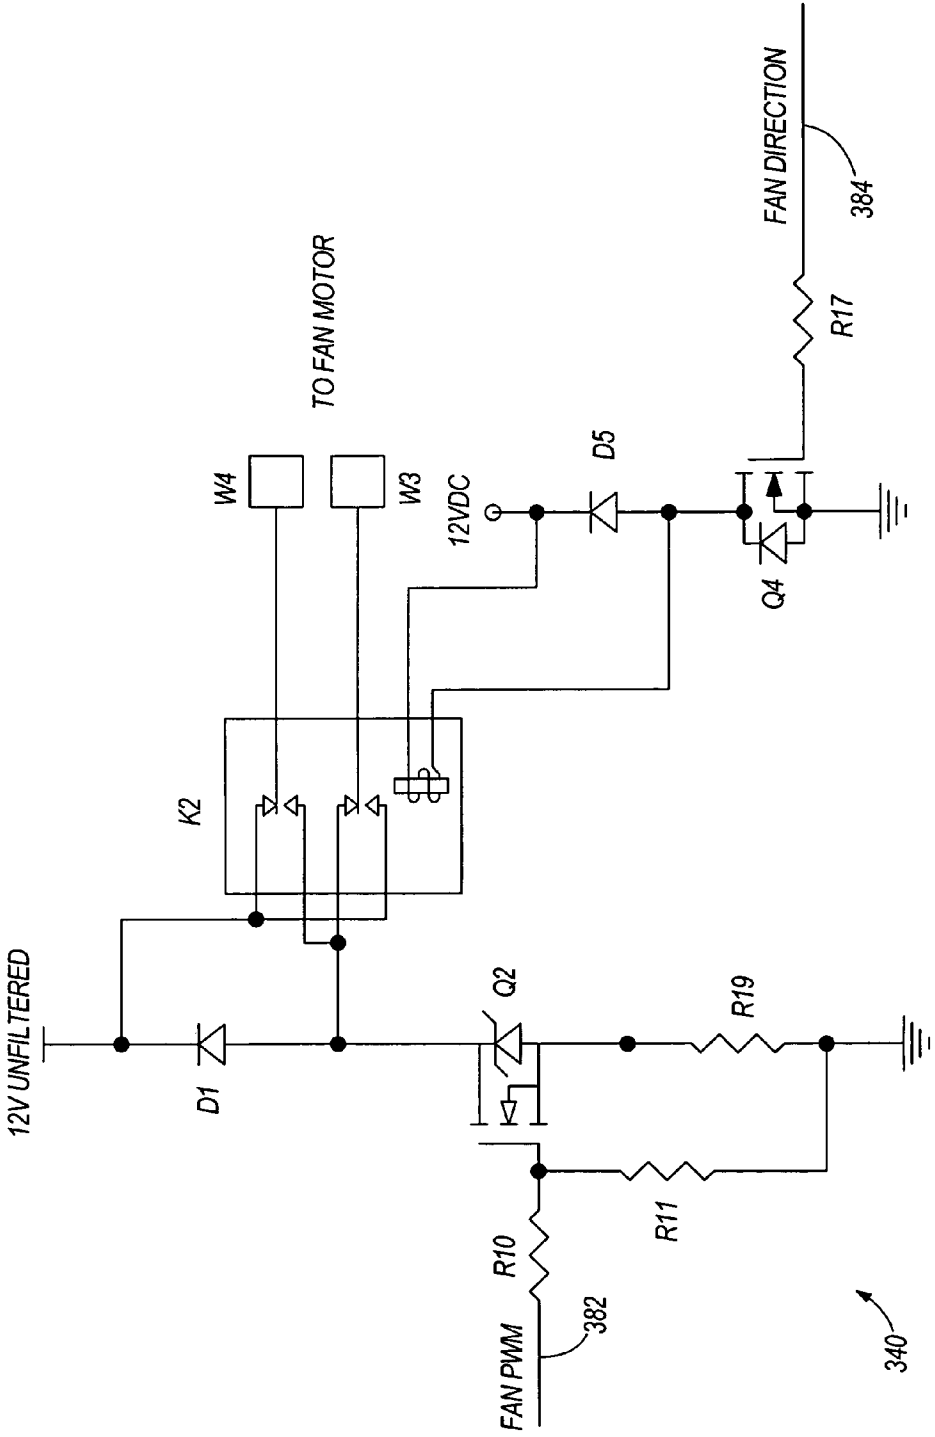 12V UNFILTERED
D1
K2
W4
W3
TO FAN MOTOR
12VDC
D5
Q4
R17
FAN DIRECTION
384
Q2
R19
R11
R10
FAN PWM
382
340